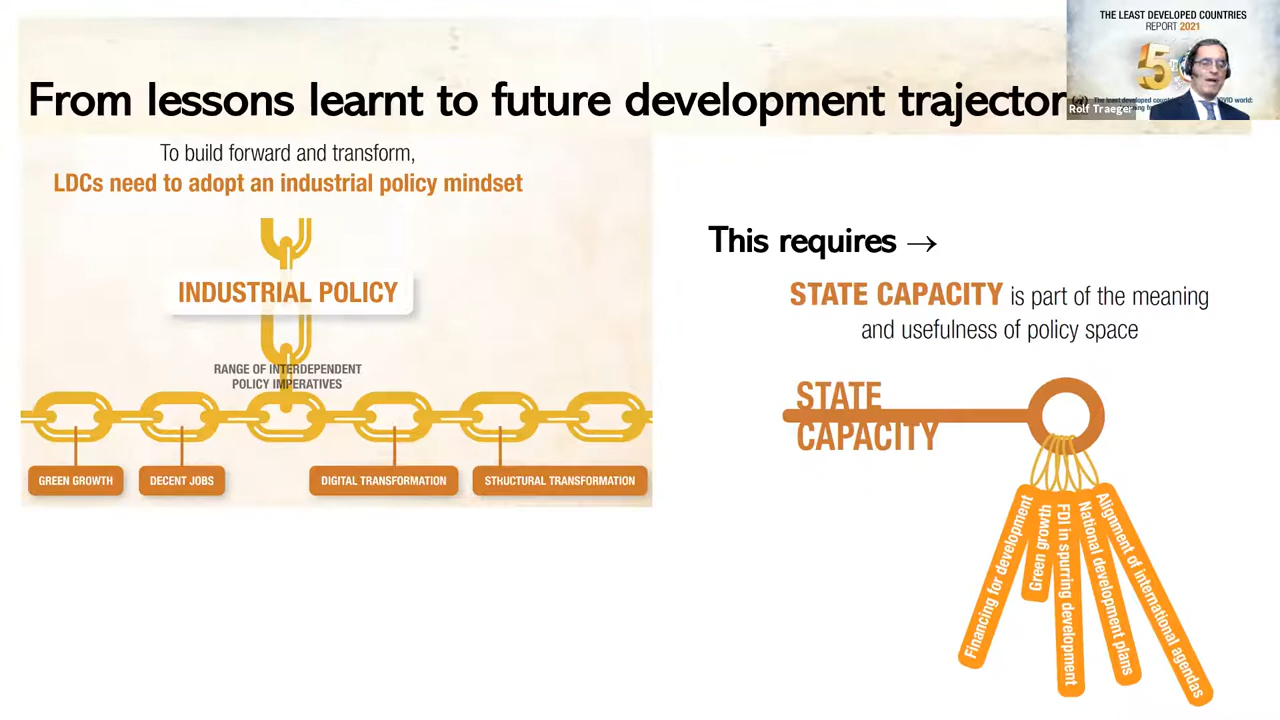 THE LEAST DEVELOPED COUNTRIES
REPORT 2021
50
Rolf Traeger
From lessons learnt to future development trajector
To build forward and transform,
LDCs need to adopt an industrial policy mindset
INDUSTRIAL POLICY
RANGE OF INTERDEPENDENT
POLICY IMPERATIVES
GREEN GROWTH
DECENT JOBS
DIGITAL TRANSFORMATION
STRUCTURAL TRANSFORMATION
This requires →
STATE CAPACITY is part of the meaning
and usefulness of policy space
STATE
CAPACITY
Financing for development
Green growth
FDI in spurring development
National development plans
Alignment of international agendas